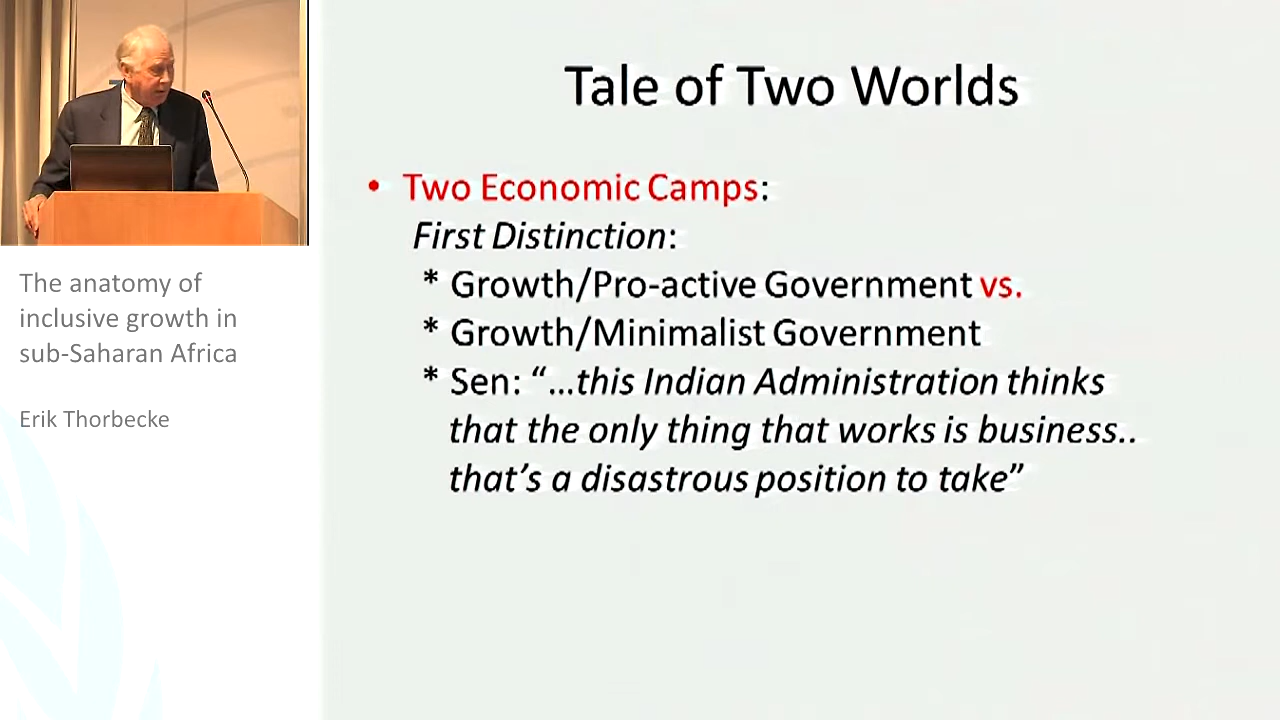 Tale of Two Worlds
• Two Economic Camps:
First Distinction:
* Growth/Pro-active Government vs.
* Growth/Minimalist Government
* Sen: “…this Indian Administration thinks
that the only thing that works is business..
that’s a disastrous position to take”
The anatomy of
inclusive growth in
sub-Saharan Africa
Erik Thorbecke